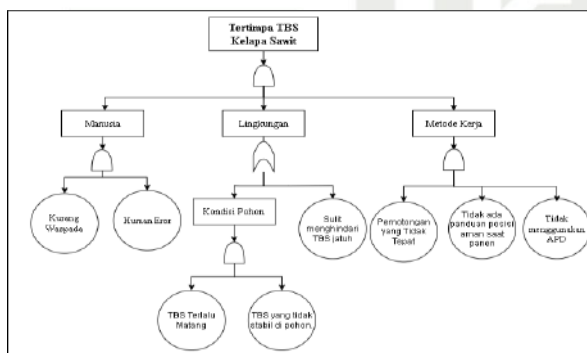 Tertimpa TBS
Kelapa Sawit
Manusia
Lingkungan
Metode Kerja
Kurang
Waspada
Human Eror
Kondisi Pohon
Sulit
menghindari
TBS jatuh
Pemotongan
yang Tidak
Tepat
Tidak ada
panduan posisi
aman saat
panen
Tidak
menggunakan
APD
TBS Terlalu
Matang
TBS yang tidak
stabil di pohon.